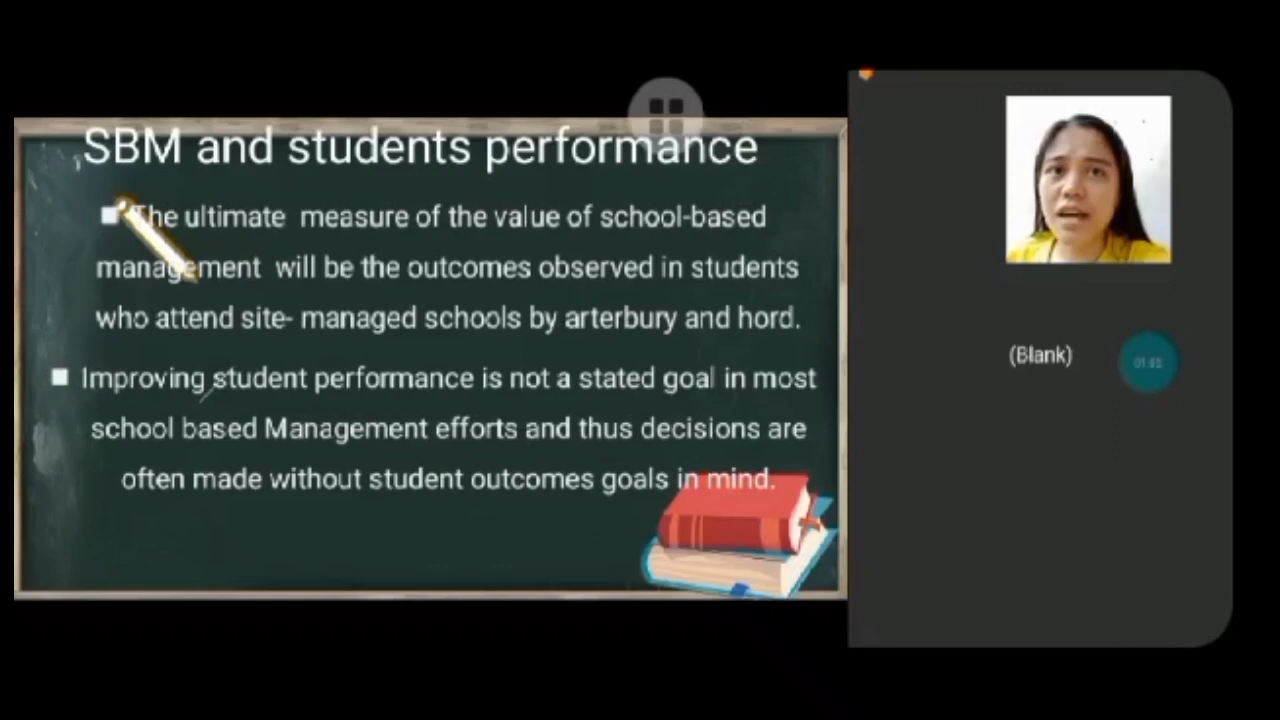 SBM and students performance
■ The ultimate measure of the value of school-based
management will be the outcomes observed in students
who attend site- managed schools by arterbury and hord.
■ Improving student performance is not a stated goal in most
school based Management efforts and thus decisions are
often made without student outcomes goals in mind.
(Blank)